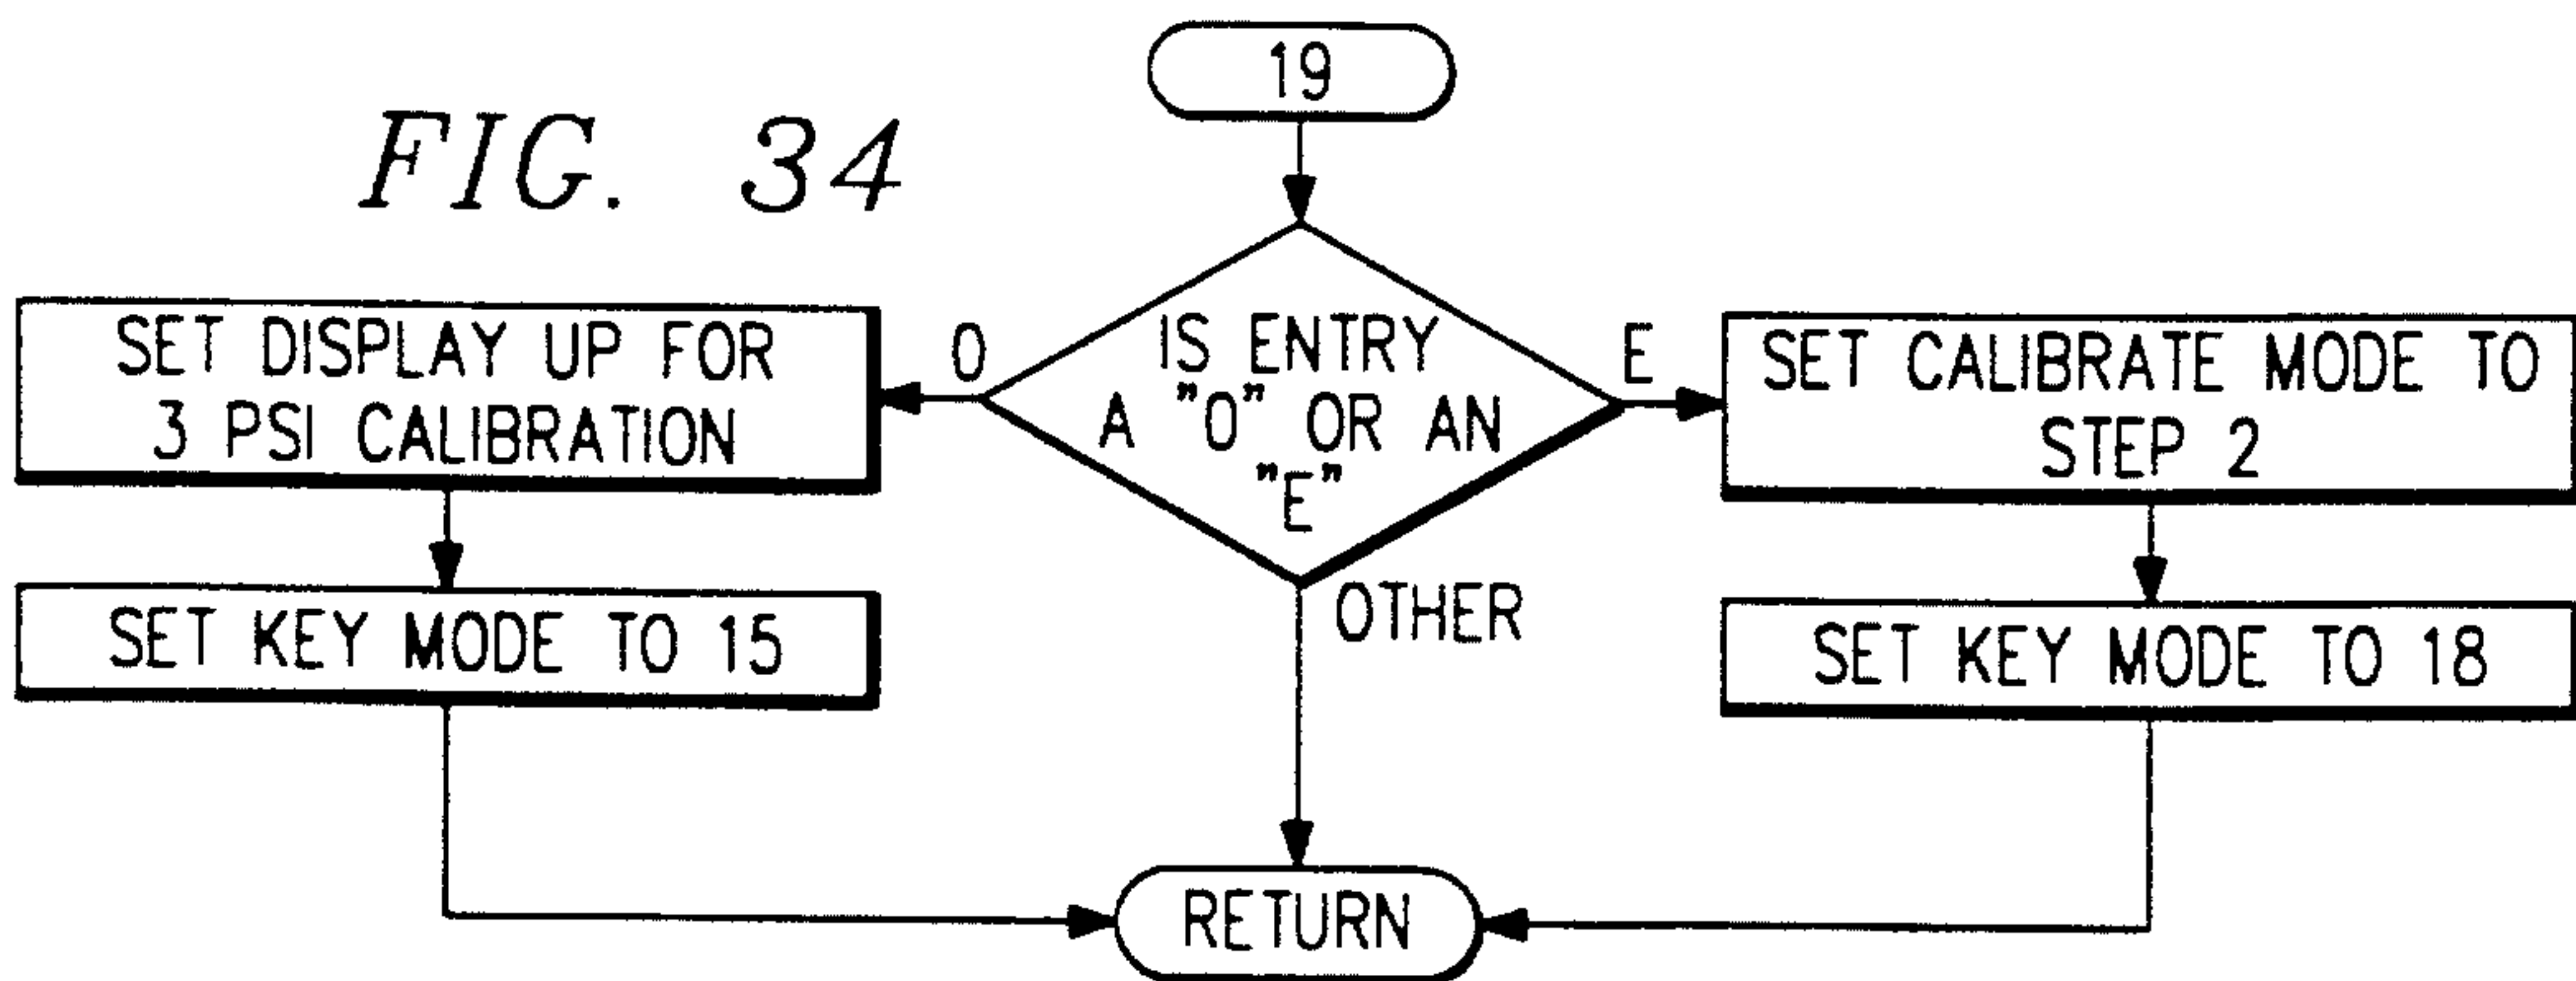 FIG. 34
19
IS ENTRY
A "0" OR AN
"E"
0
E
OTHER
SET DISPLAY UP FOR
3 PSI CALIBRATION
SET KEY MODE TO 15
SET CALIBRATE MODE TO
STEP 2
SET KEY MODE TO 18
RETURN